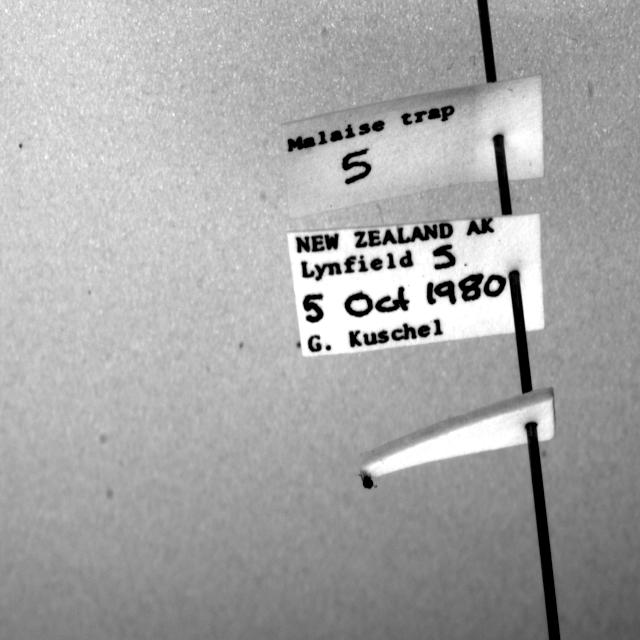 Malaise trap
5
NEW ZEALAND AK
Lynfield 5
5 Oct 1980
G. Kuschel